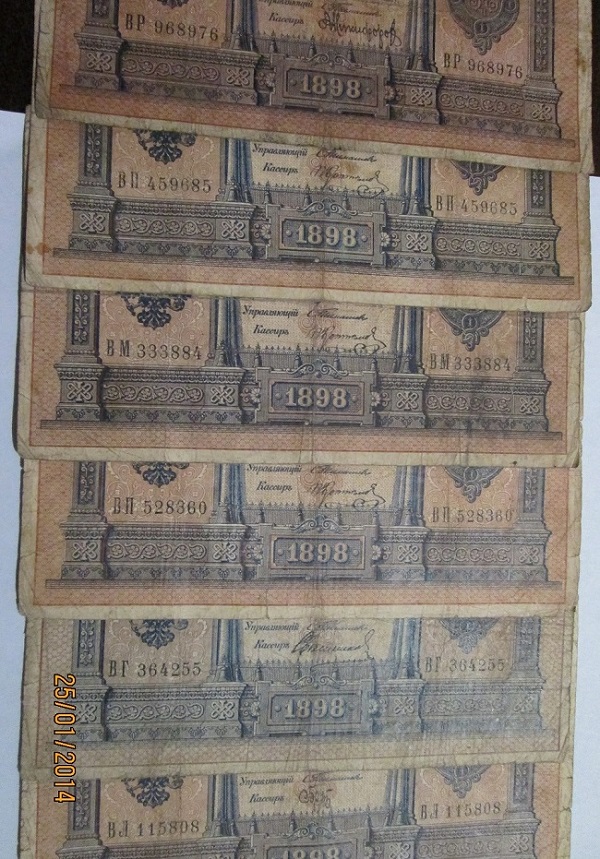 Кассиръ
ВР 968976
ВР 968976
1898
Управляющій
Кассиръ
ВП 459685
ВП 459685
1898
Управляющій
Кассиръ
ВМ 333884
ВМ 333884
1898
Управляющій
Кассиръ
ВП 528360
ВП 528360
1898
Управляющій
Кассиръ
ВГ 364255
ВГ 364255
1898
Управляющій
Кассиръ
ВЛ 115808
ВЛ 115808
1898
25/01/2014